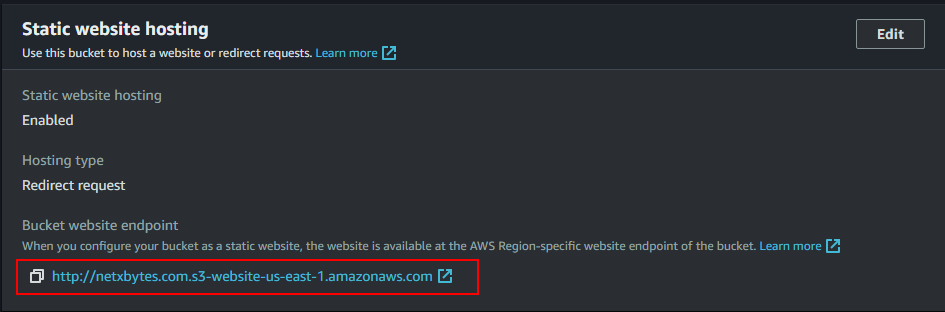 Static website hosting
Edit
Use this bucket to host a website or redirect requests. Learn more
Static website hosting
Enabled
Hosting type
Redirect request
Bucket website endpoint
When you configure your bucket as a static website, the website is available at the AWS Region-specific website endpoint of the bucket. Learn more
http://netxbytes.com.s3-website-us-east-1.amazonaws.com